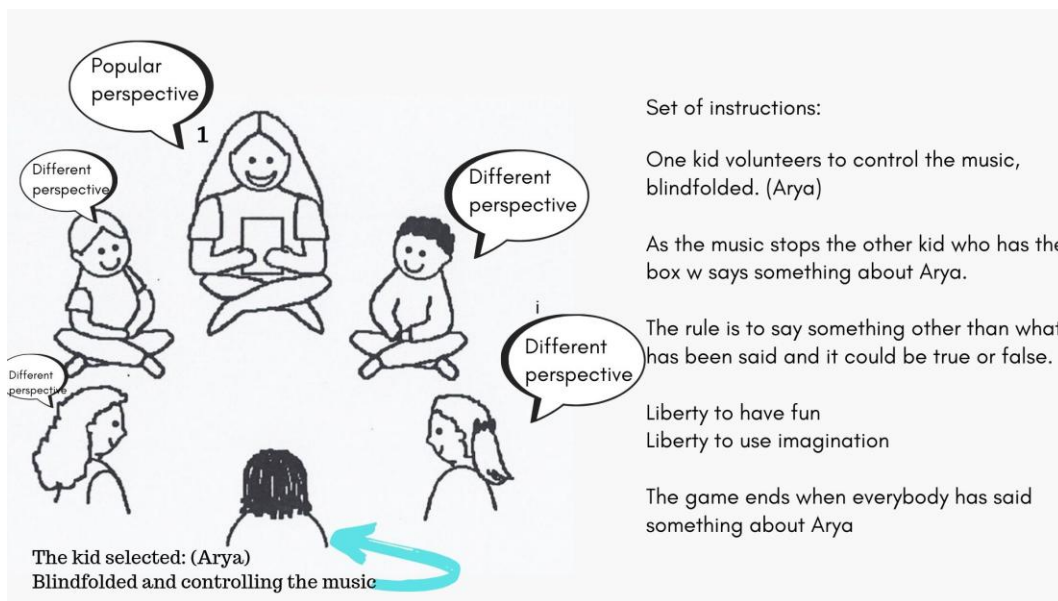 Popular
perspective
1
Different
perspective
Different
perspective
i
Different
perspective
Different
perspective
The kid selected: (Arya)
Blindfolded and controlling the music
Set of instructions:
One kid volunteers to control the music,
blindfolded. (Arya)
As the music stops the other kid who has the
box w says something about Arya.
The rule is to say something other than what
has been said and it could be true or false.
Liberty to have fun
Liberty to use imagination
The game ends when everybody has said
something about Arya